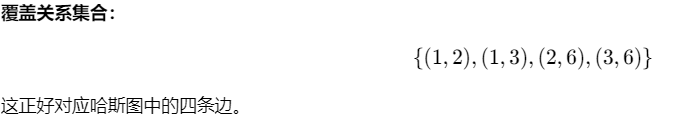 覆盖关系集合：
{(1, 2), (1, 3), (2, 6), (3, 6)}
这正好对应哈斯图中的四条边。